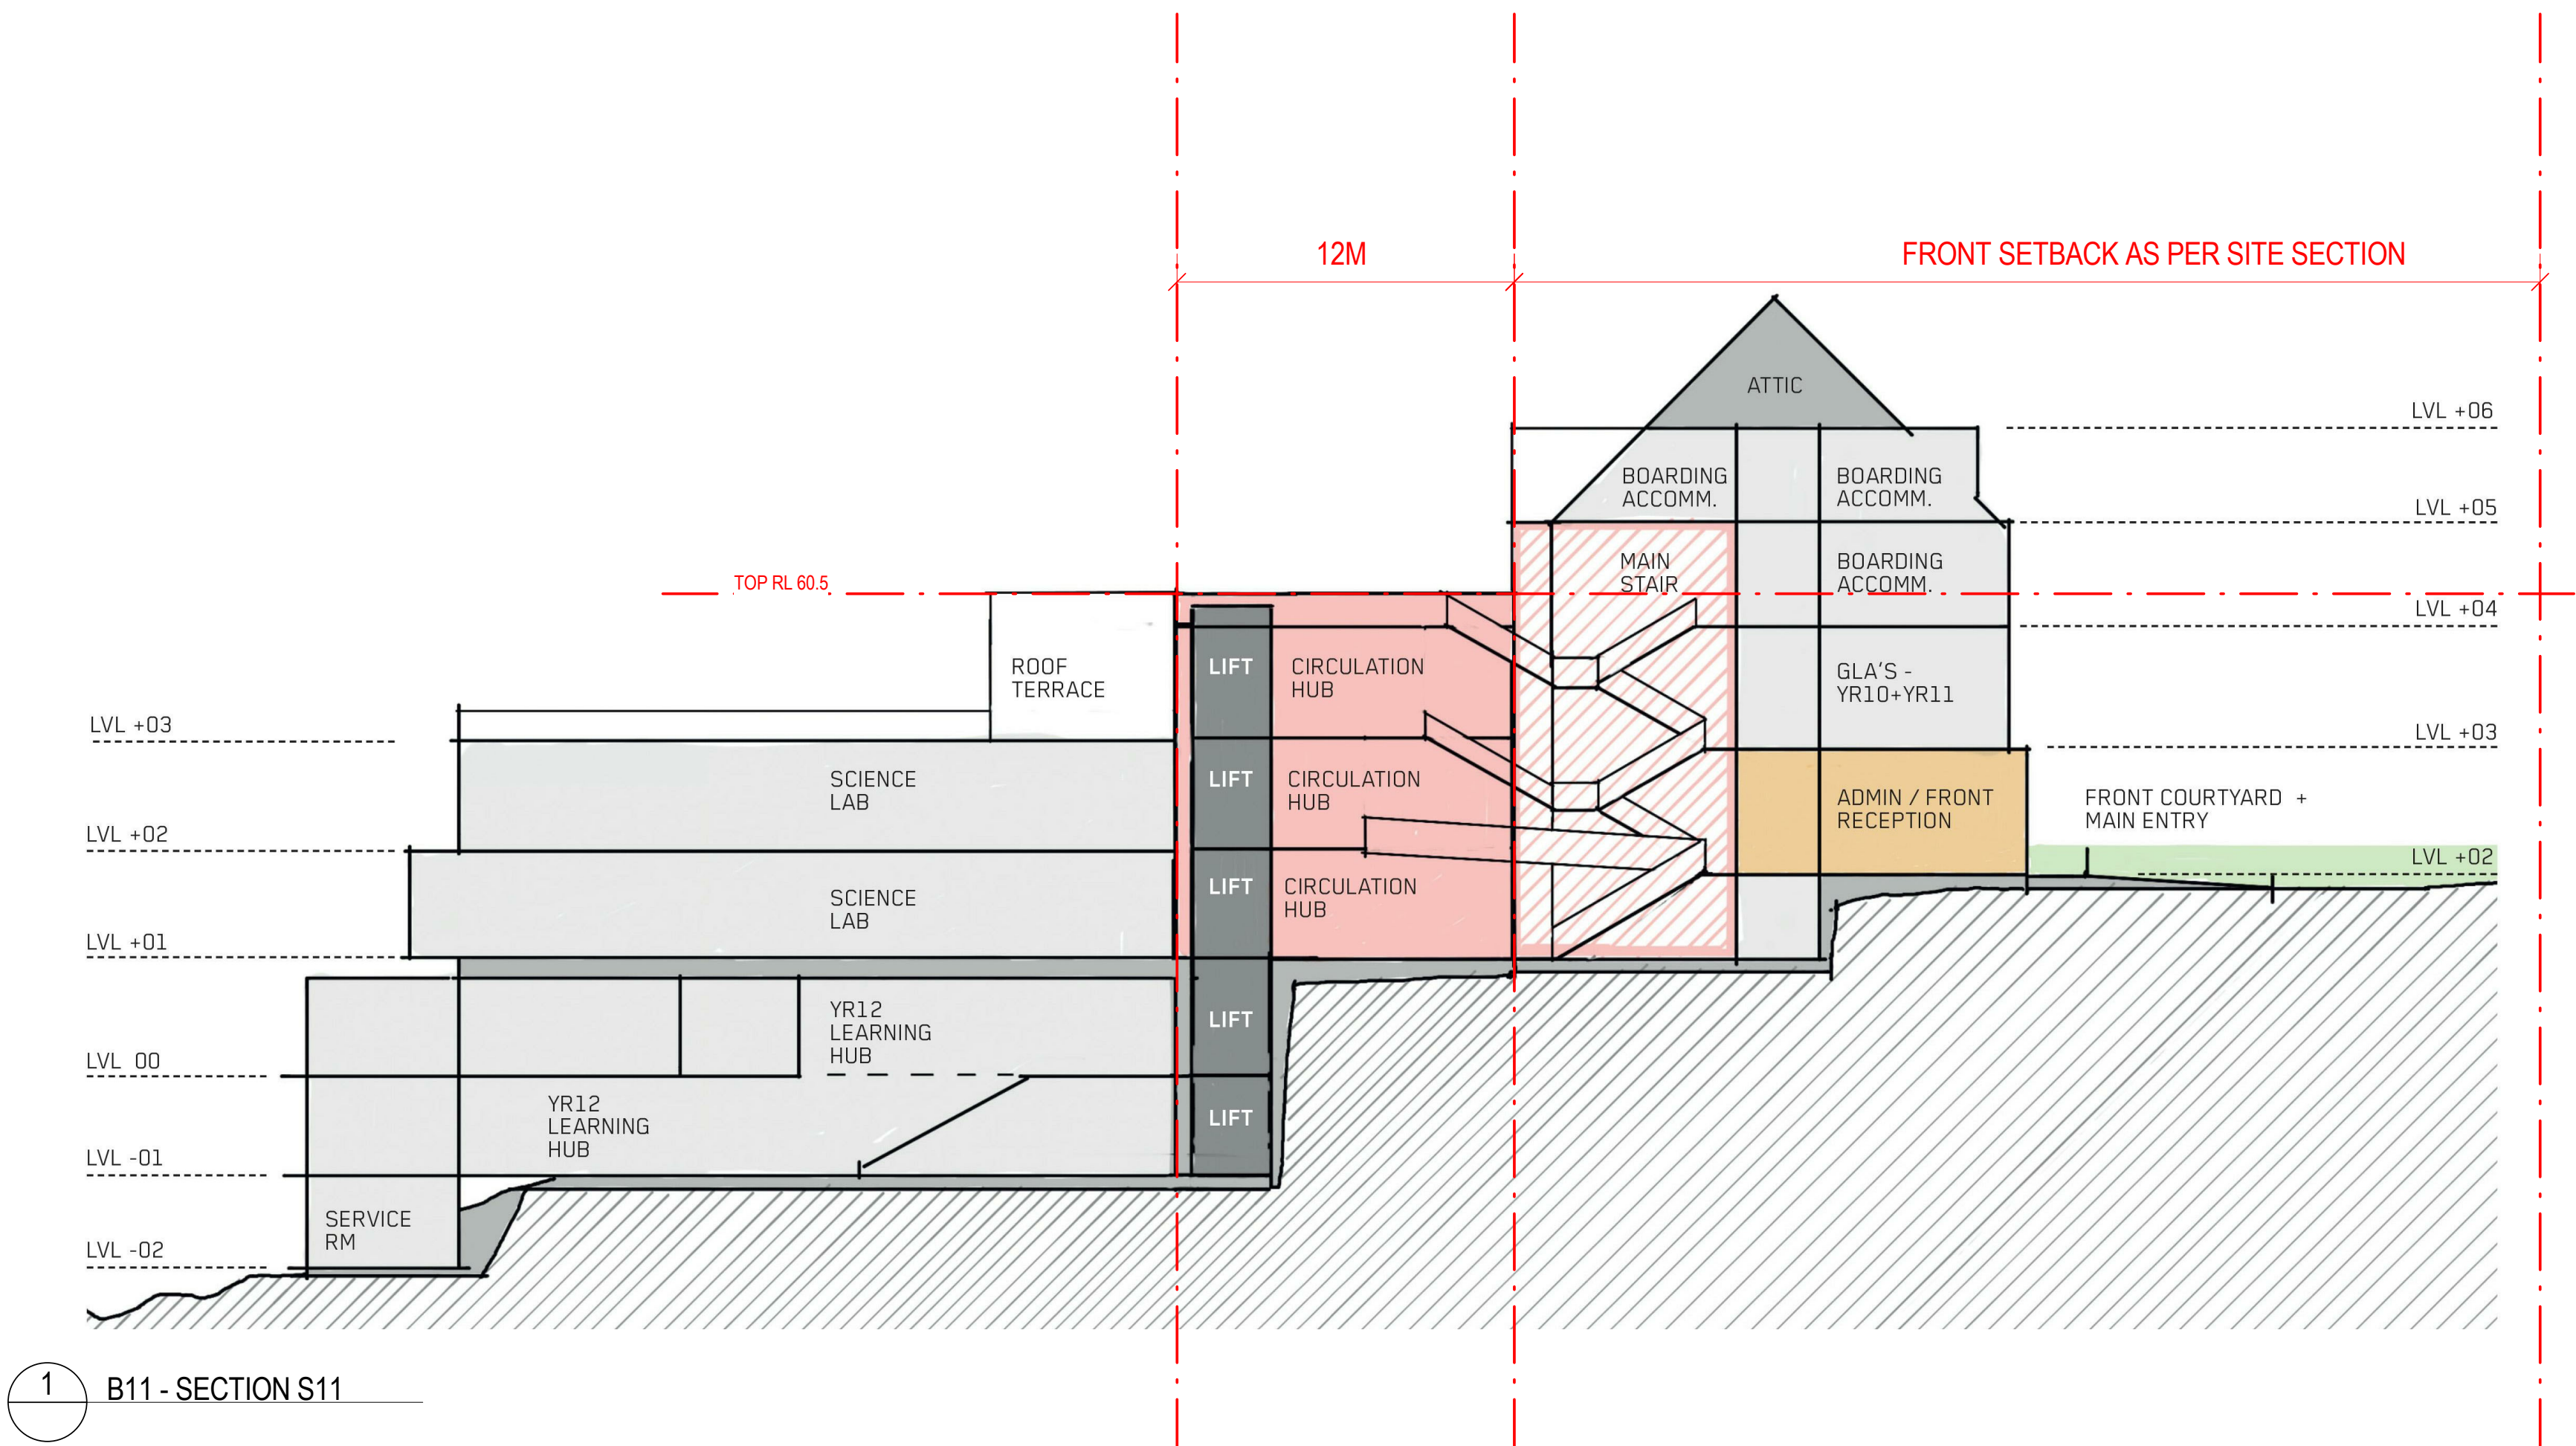 12M
FRONT SETBACK AS PER SITE SECTION
ATTIC
LVL +06
BOARDING
ACCOMM.
BOARDING
ACCOMM.
LVL +05
MAIN
STAIR
BOARDING
ACCOMM.
TOP RL 60.5
LVL +04
ROOF
TERRACE
LIFT
CIRCULATION
HUB
GLA'S -
YR10+YR11
LVL +03
LVL +03
SCIENCE
LAB
LIFT
CIRCULATION
HUB
ADMIN / FRONT
RECEPTION
FRONT COURTYARD +
MAIN ENTRY
LVL +02
LVL +02
SCIENCE
LAB
LIFT
CIRCULATION
HUB
LVL +01
YR12
LEARNING
HUB
LIFT
LVL 00
YR12
LEARNING
HUB
LIFT
LVL -01
SERVICE
RM
LVL -02
1
B11 - SECTION S11